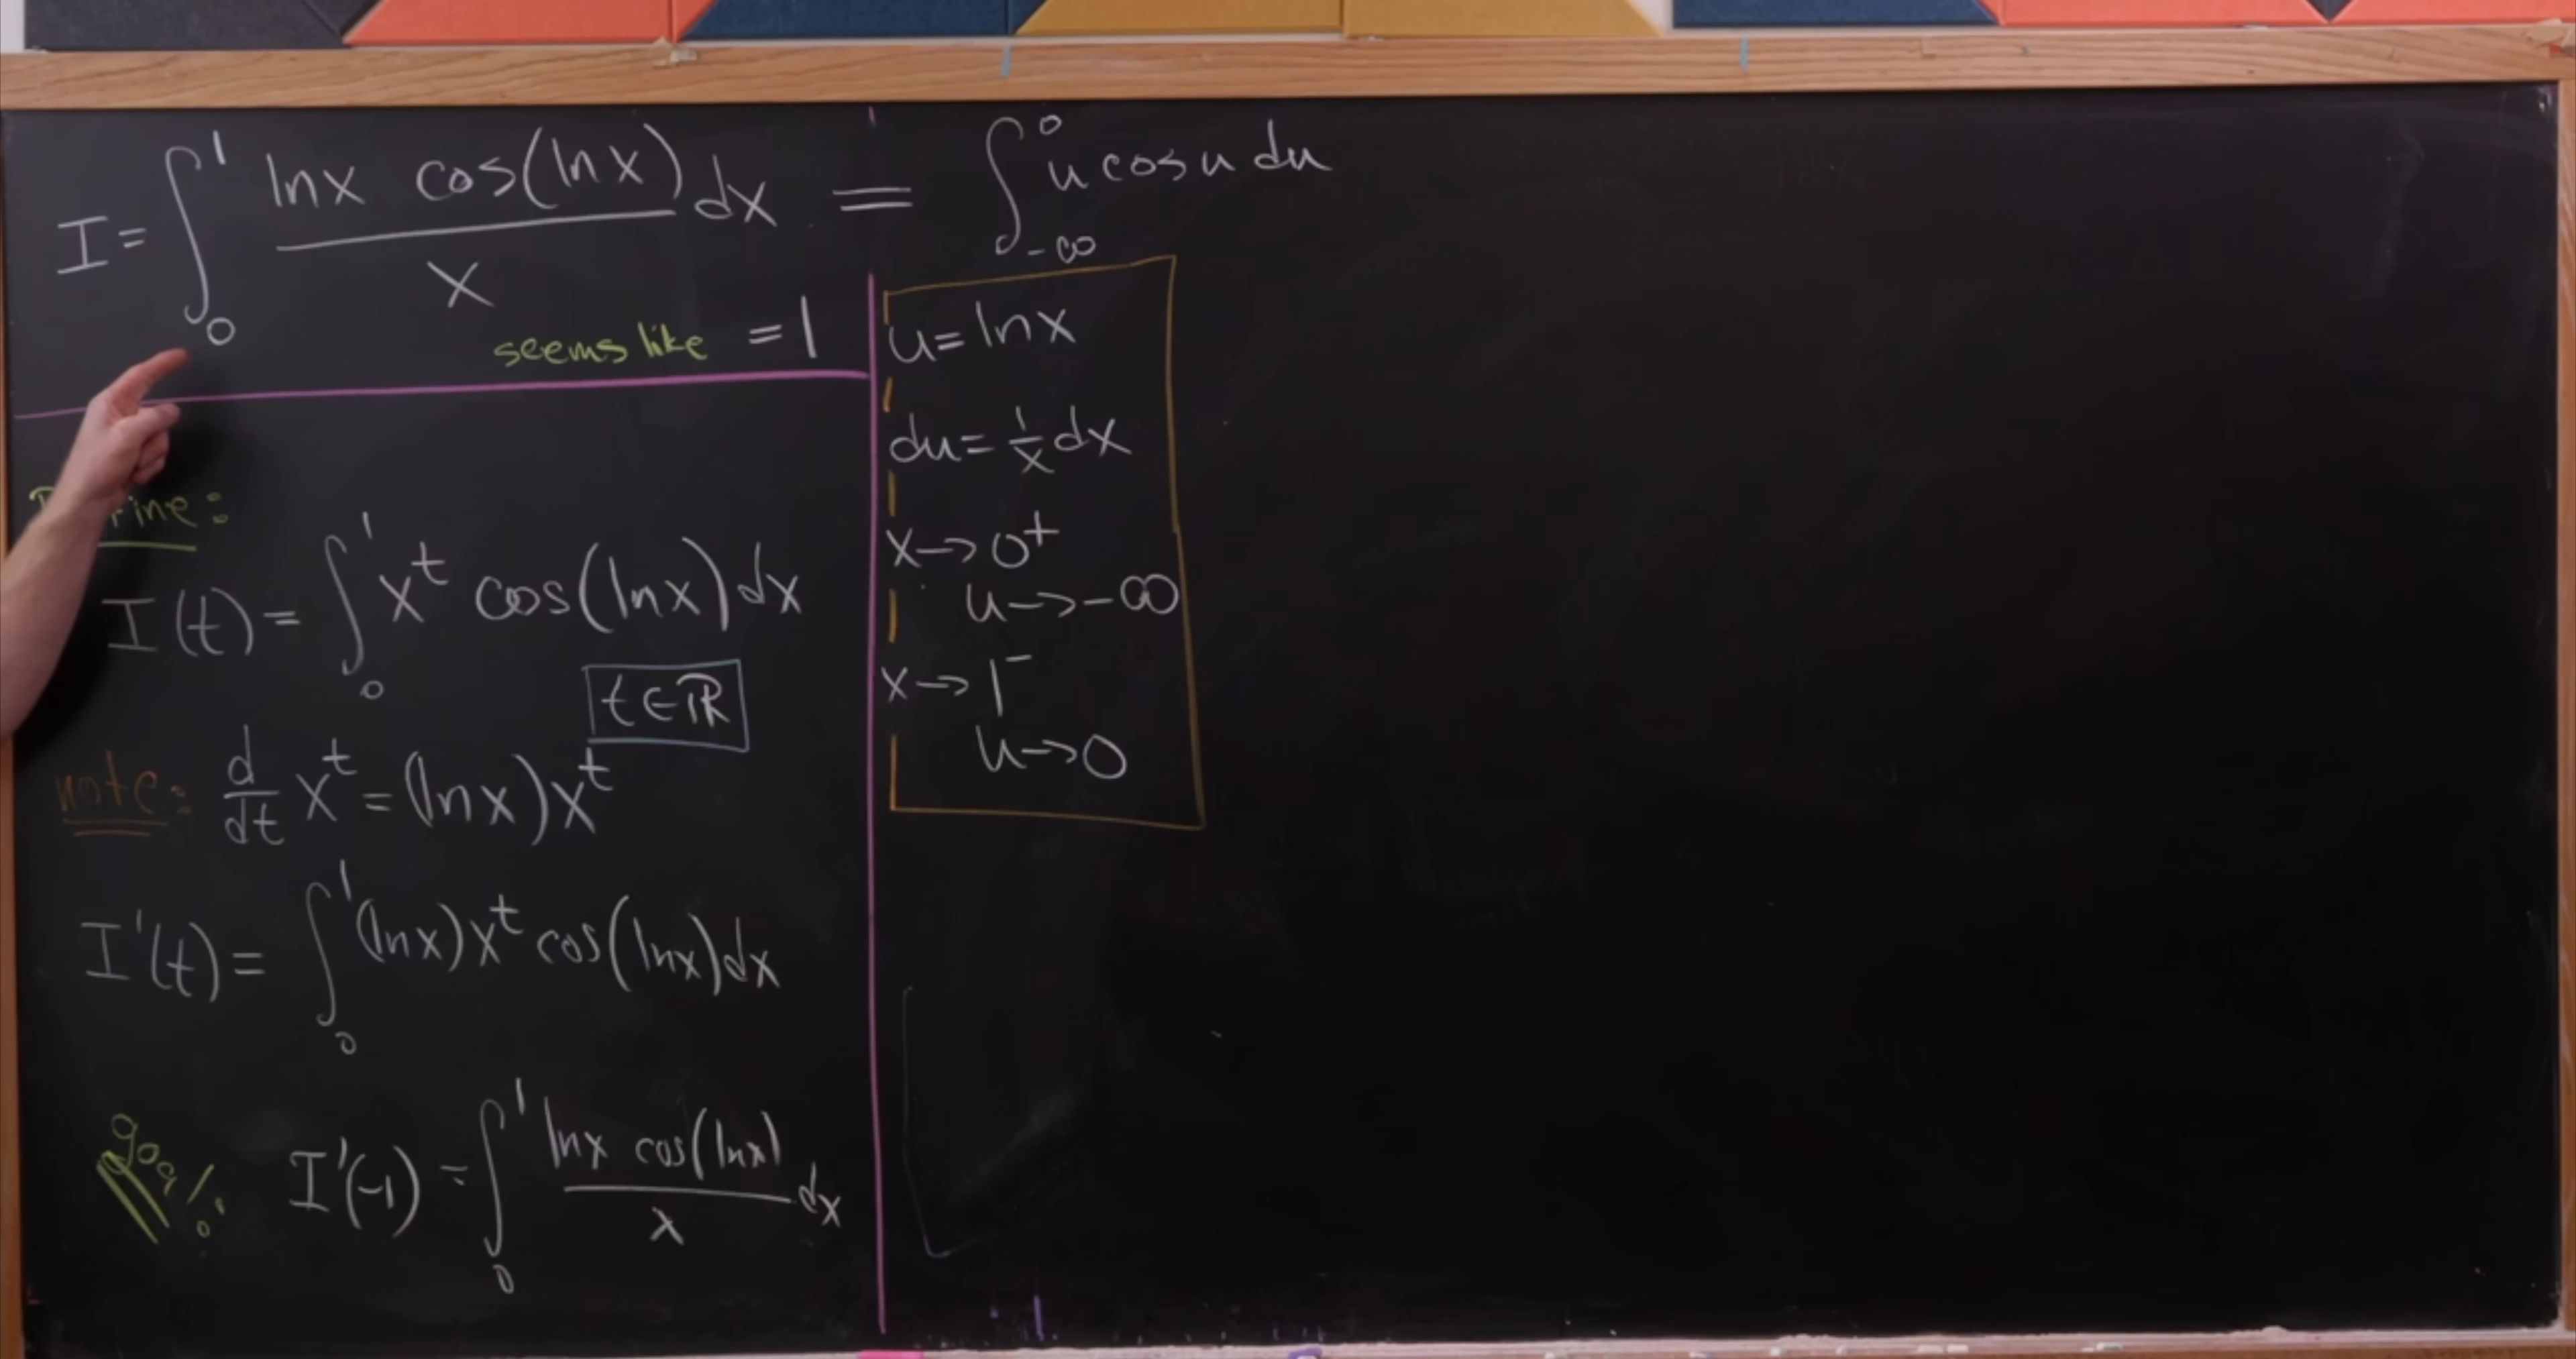 I = ∫₀¹ (ln x cos(ln x))/x dx = ∫_{-∞}^{0} u cos u du
seems like = 1
Define:
I(t) = ∫₀¹ x^t cos(ln x) dx
t ∈ ℝ
note: d/dt x^t = (ln x) x^t
I'(t) = ∫₀¹ (ln x) x^t cos(ln x) dx
goal: I'(-1) = ∫₀¹ (ln x cos(ln x))/x dx
u = ln x
du = 1/x dx
x → 0⁺
u → -∞
x → 1⁻
u → 0